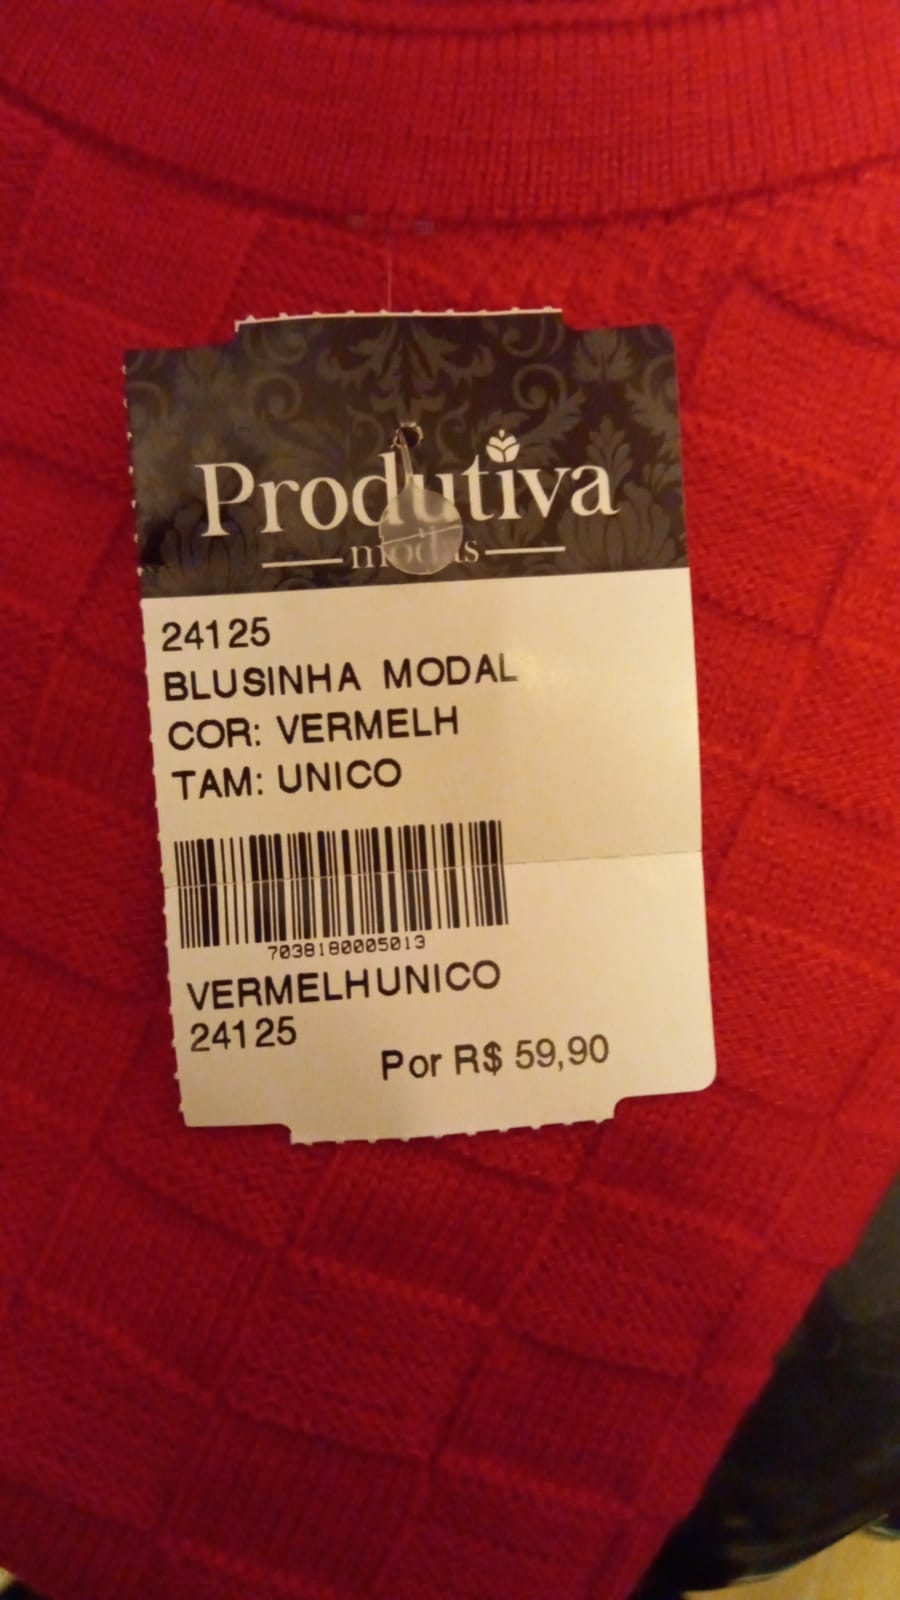 Produtiva
modas
24125
BLUSINHA MODAL
COR: VERMELH
TAM: UNICO
7038180005013
VERMELHUNICO
24125
Por R$ 59,90